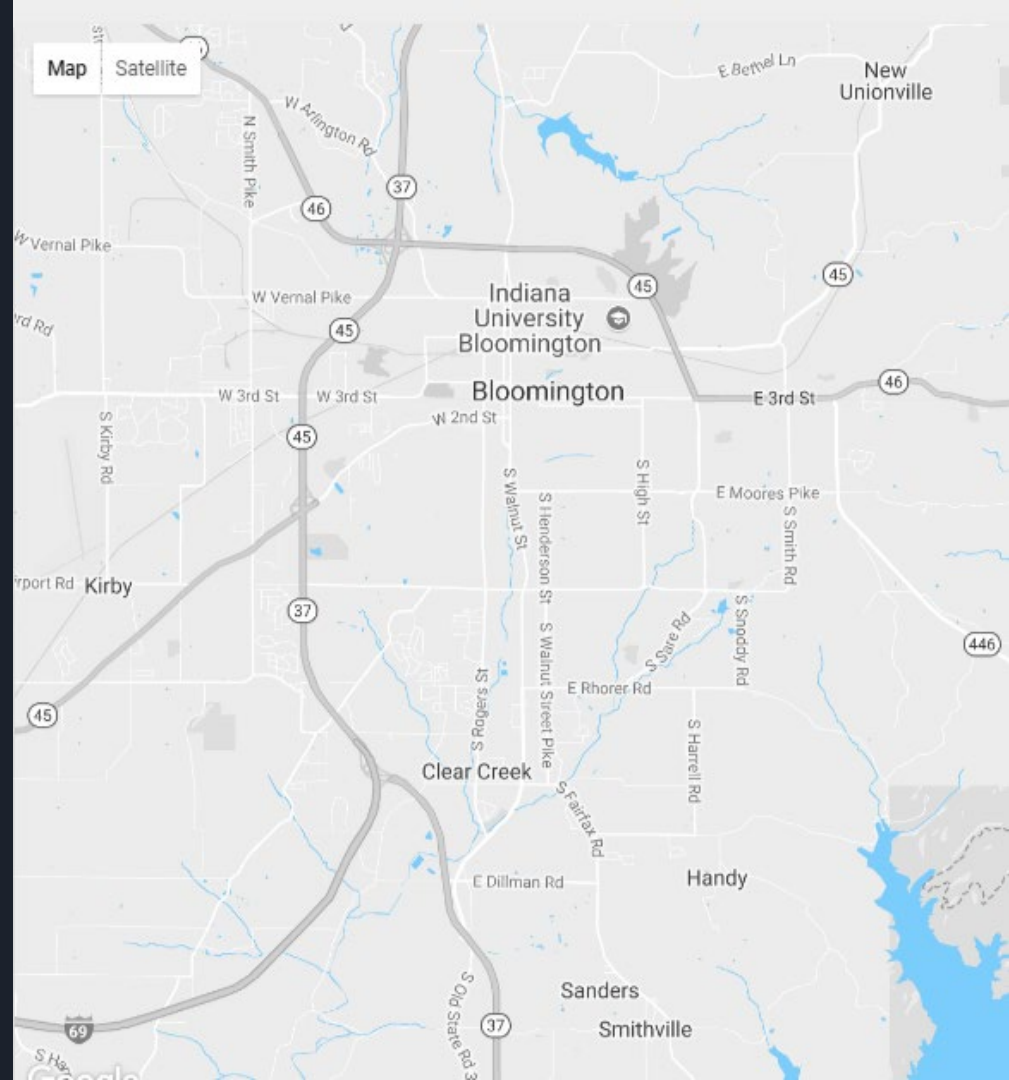 Map
Satellite
E Bethel Ln
New
Unionville
W Arlington Rd
N Smith Pike
37
46
W Vernal Pike
45
45
W Vernal Pike
Indiana
University
Bloomington
45
Bloomington
46
W 3rd St
W 3rd St
E 3rd St
W 2nd St
S Kirby Rd
45
S Walnut St
S High St
E Moores Pike
S Henderson St
S Smith Rd
Kirby
37
S Sare Rd
S Snoddy Rd
446
S Walnut Street Pike
E Rhorer Rd
S Rogers St
45
S Harrell Rd
Clear Creek
S Fairfax Rd
E Dillman Rd
Handy
Sanders
S Old State Rd 3
37
Smithville
69
Google